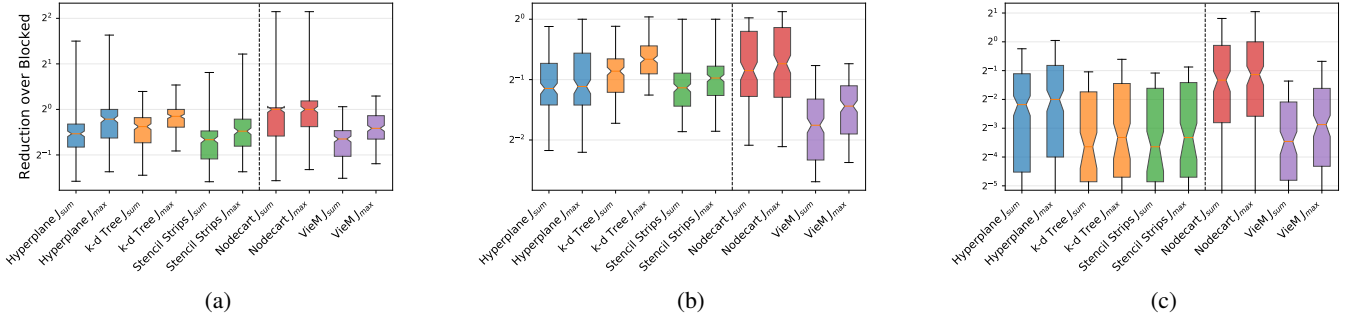 Reduction over Blocked
2^2
2^0
2^-1
Hyperplane J_sum
Hyperplane J_max
k-d Tree J_sum
k-d Tree J_max
Stencil Strips J_sum
Stencil Strips J_max
Nodecart J_sum
Nodecart J_max
VieM J_sum
VieM J_max
(a)
2^0
2^-1
2^-2
Hyperplane J_sum
Hyperplane J_max
k-d Tree J_sum
k-d Tree J_max
Stencil Strips J_sum
Stencil Strips J_max
Nodecart J_sum
Nodecart J_max
VieM J_sum
VieM J_max
(b)
2^1
2^0
2^-1
2^-2
2^-3
2^-4
2^-5
Hyperplane J_sum
Hyperplane J_max
k-d Tree J_sum
k-d Tree J_max
Stencil Strips J_sum
Stencil Strips J_max
Nodecart J_sum
Nodecart J_max
VieM J_sum
VieM J_max
(c)